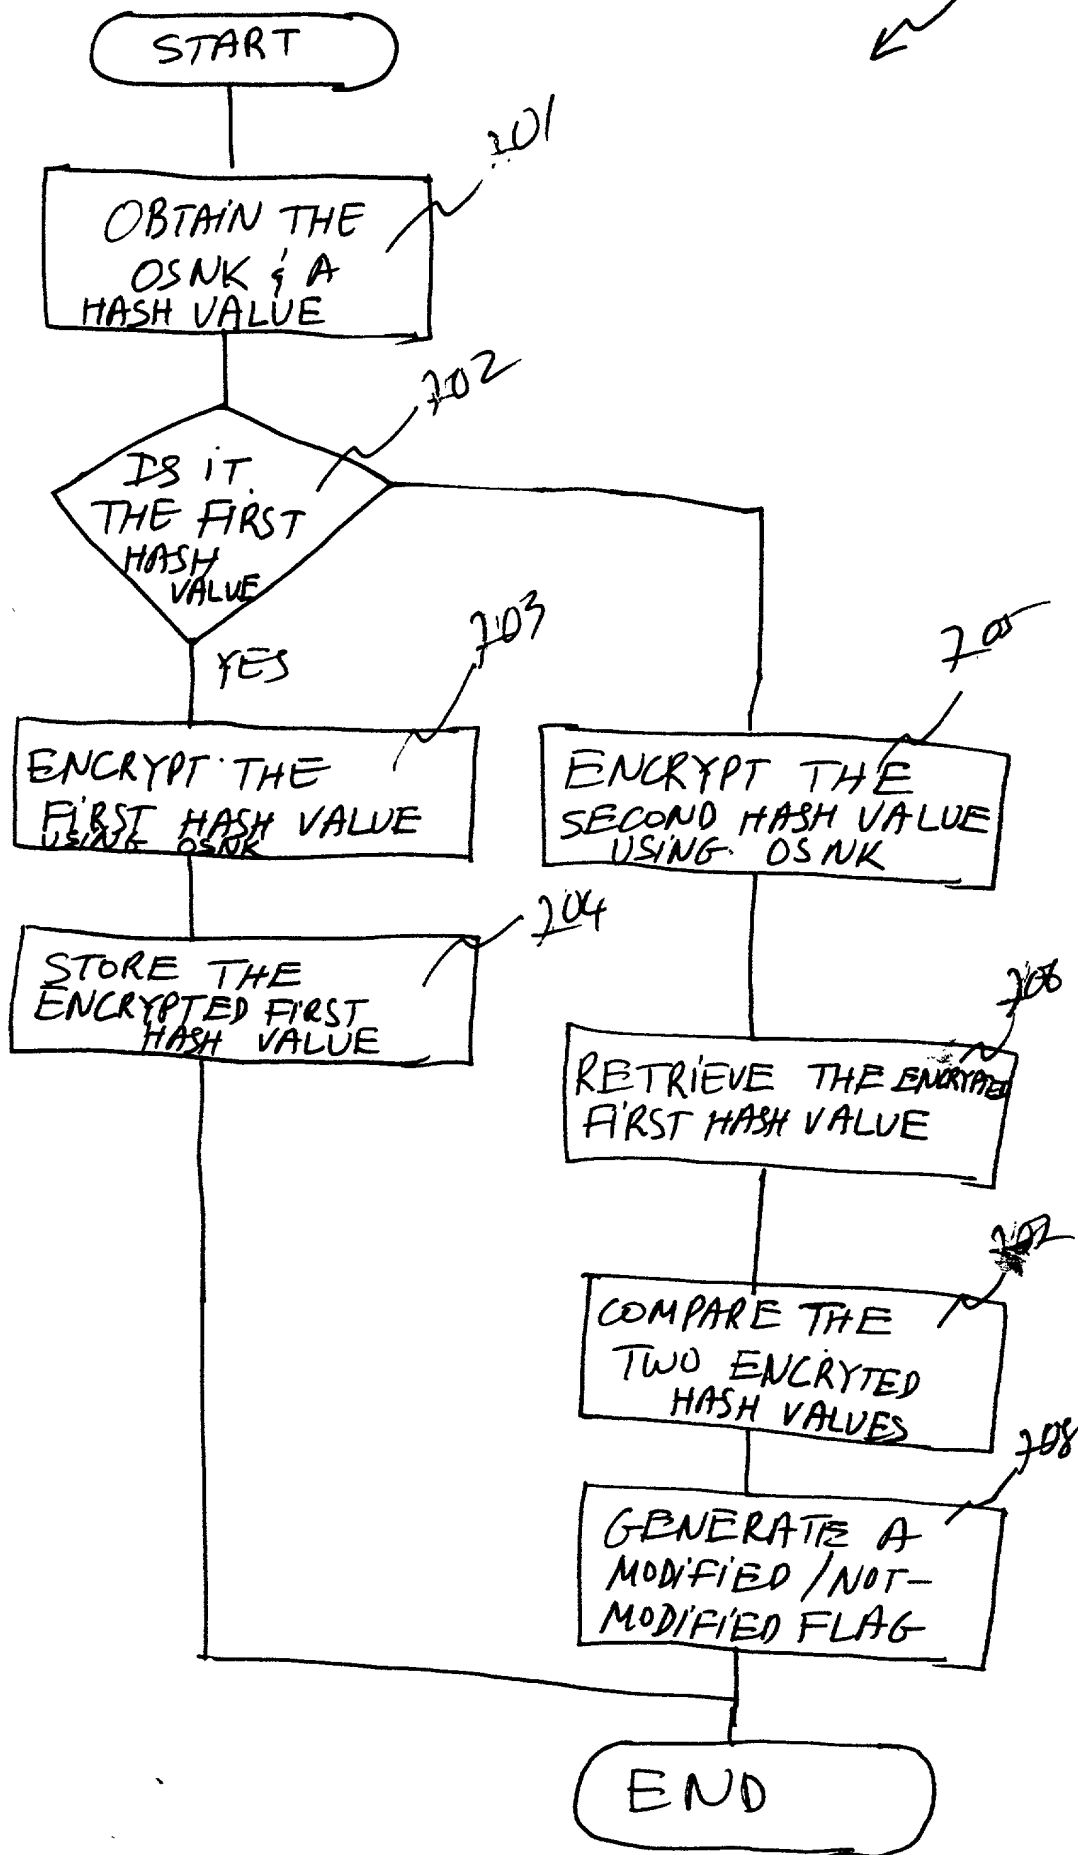 START
701
OBTAIN THE
OSNK & A
HASH VALUE
702
IS IT
THE FIRST
HASH
VALUE
YES
703
ENCRYPT THE
FIRST HASH VALUE
USING OSNK
704
STORE THE
ENCRYPTED FIRST
HASH VALUE
705
ENCRYPT THE
SECOND HASH VALUE
USING OSNK
706
RETRIEVE THE ENCRYPTED
FIRST HASH VALUE
COMPARE THE
TWO ENCRYTED
HASH VALUES
708
GENERATE A
MODIFIED/NOT-
MODIFIED FLAG
END